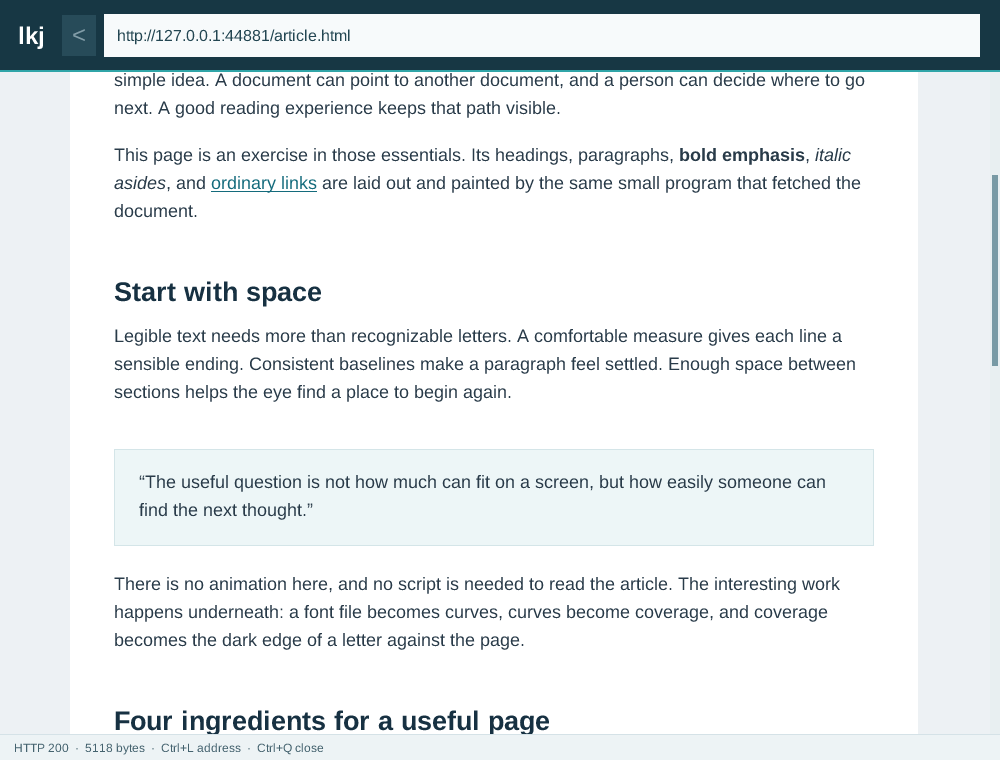 lkj < http://127.0.0.1:44881/article.html
simple idea. A document can point to another document, and a person can decide where to go
next. A good reading experience keeps that path visible.
This page is an exercise in those essentials. Its headings, paragraphs, bold emphasis, italic
asides, and ordinary links are laid out and painted by the same small program that fetched the
document.
Start with space
Legible text needs more than recognizable letters. A comfortable measure gives each line a
sensible ending. Consistent baselines make a paragraph feel settled. Enough space between
sections helps the eye find a place to begin again.
“The useful question is not how much can fit on a screen, but how easily someone can
find the next thought.”
There is no animation here, and no script is needed to read the article. The interesting work
happens underneath: a font file becomes curves, curves become coverage, and coverage
becomes the dark edge of a letter against the page.
Four ingredients for a useful page
HTTP 200 · 5118 bytes · Ctrl+L address · Ctrl+Q close